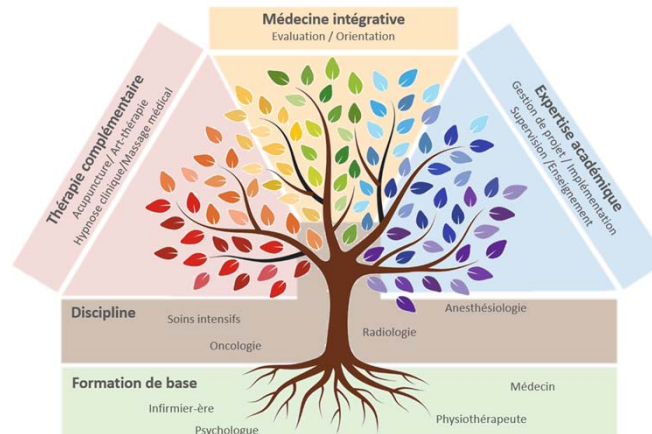 Médecine intégrative
Evaluation / Orientation
Thérapie complémentaire
Acupuncture/ Art-thérapie
Hypnose clinique/Massage médical
Expertise académique
Gestion de projet / Implémentation
Supervision /Enseignement
Discipline
Soins intensifs
Oncologie
Radiologie
Anesthésiologie
Formation de base
Infirmier-ère
Psychologue
Physiothérapeute
Médecin